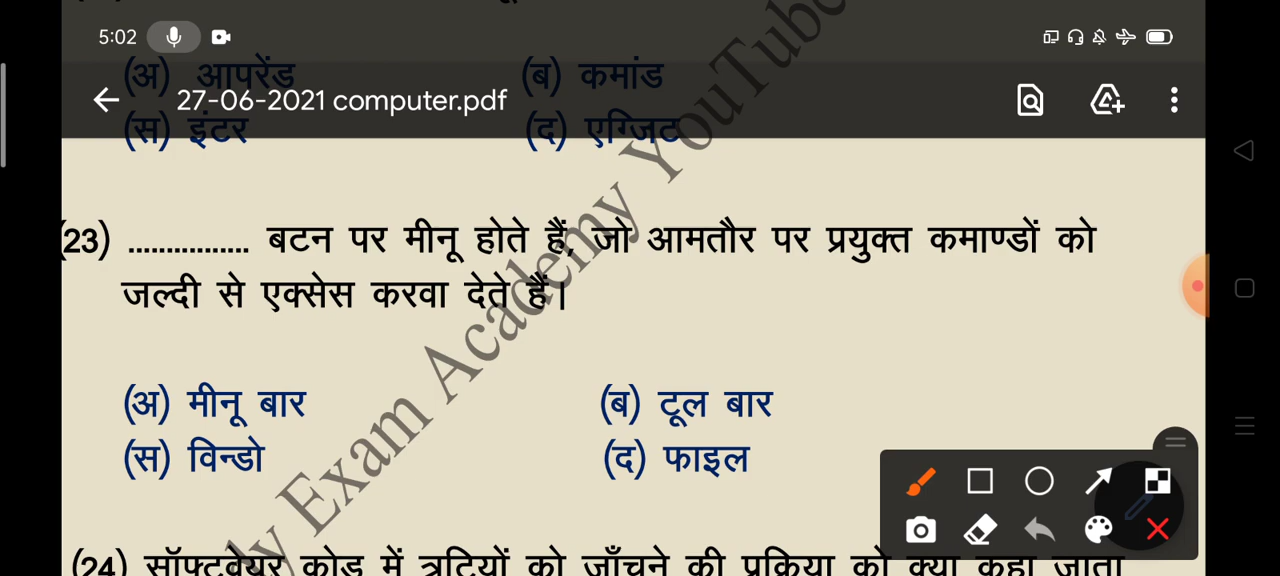 5:02
(अ) आपरेंड (ब) कमांड
27-06-2021 computer.pdf
(स) इंटर (द) एग्जिट
(23) ................ बटन पर मीनू होते हैं, जो आमतौर पर प्रयुक्त कमाण्डों को
जल्दी से एक्सेस करवा देते हैं।
(अ) मीनू बार (ब) टूल बार
(स) विन्डो (द) फाइल
(24) सॉफ्टवेयर कोड में त्रुटियों को जाँचने की प्रक्रिया को क्या कहा जाता
Exam Academy YouTube